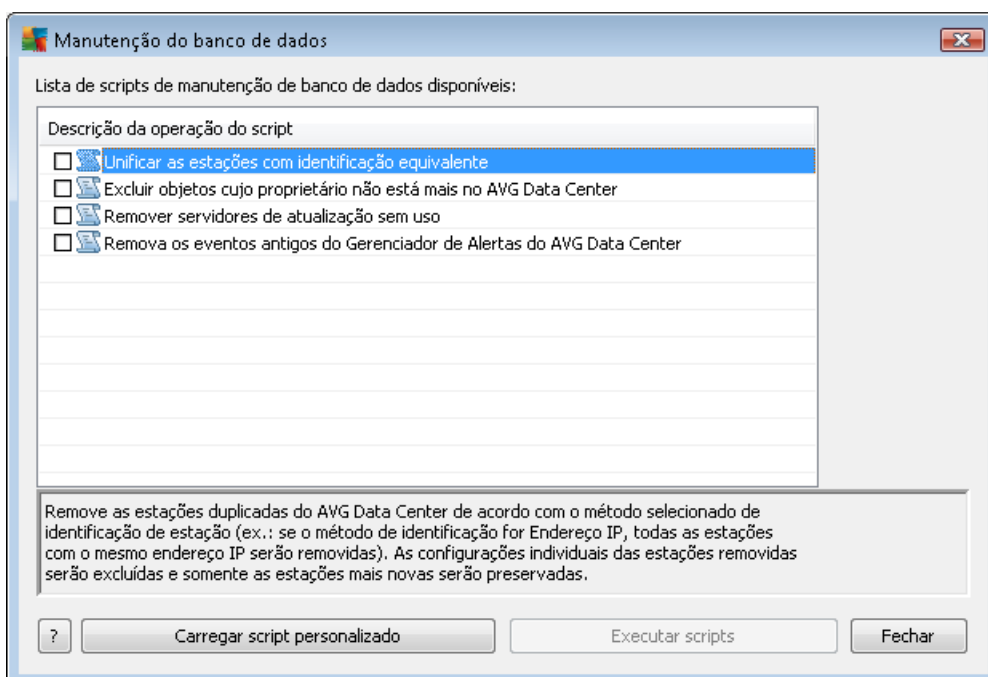 Manutenção do banco de dados
Lista de scripts de manutenção de banco de dados disponíveis:
Descrição da operação do script
Unificar as estações com identificação equivalente
Excluir objetos cujo proprietário não está mais no AVG Data Center
Remover servidores de atualização sem uso
Remova os eventos antigos do Gerenciador de Alertas do AVG Data Center
Remove as estações duplicadas do AVG Data Center de acordo com o método selecionado de
identificação de estação (ex.: se o método de identificação for Endereço IP, todas as estações
com o mesmo endereço IP serão removidas). As configurações individuais das estações removidas
serão excluídas e somente as estações mais novas serão preservadas.
? Carregar script personalizado Executar scripts Fechar